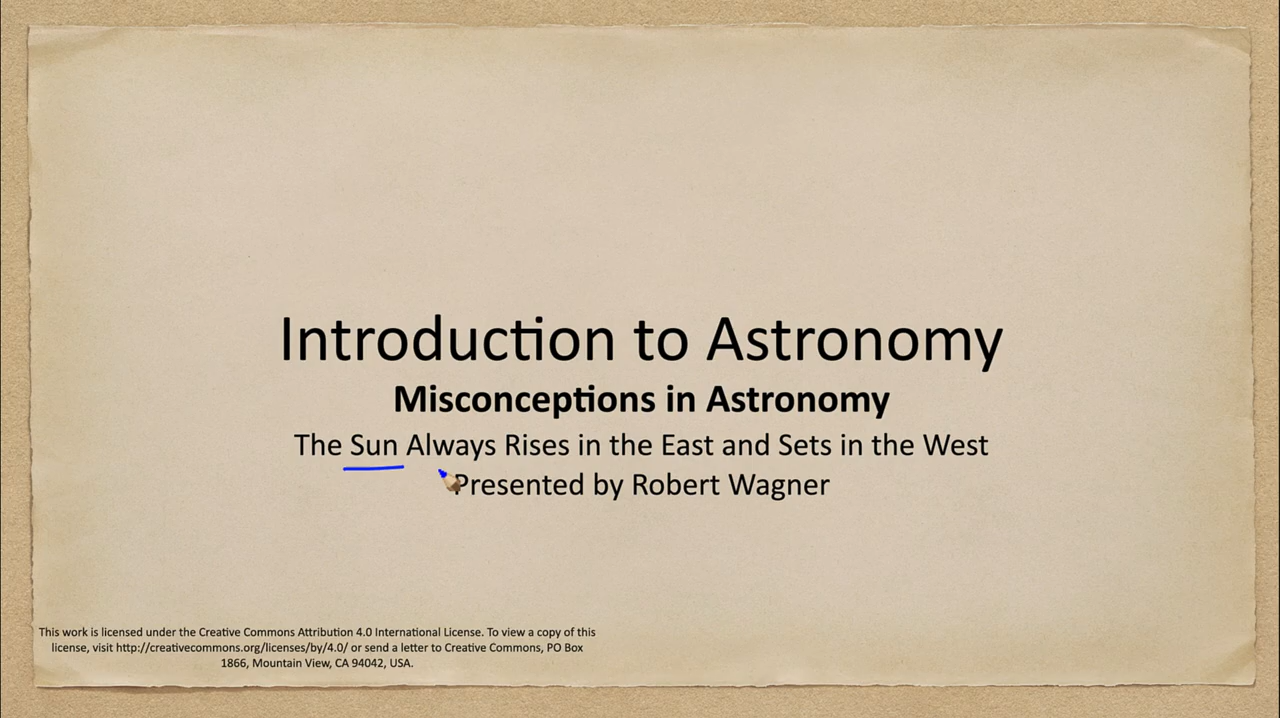 Introduction to Astronomy
Misconceptions in Astronomy
The Sun Always Rises in the East and Sets in the West
Presented by Robert Wagner
This work is licensed under the Creative Commons Attribution 4.0 International License. To view a copy of this
license, visit http://creativecommons.org/licenses/by/4.0/ or send a letter to Creative Commons, PO Box
1866, Mountain View, CA 94042, USA.